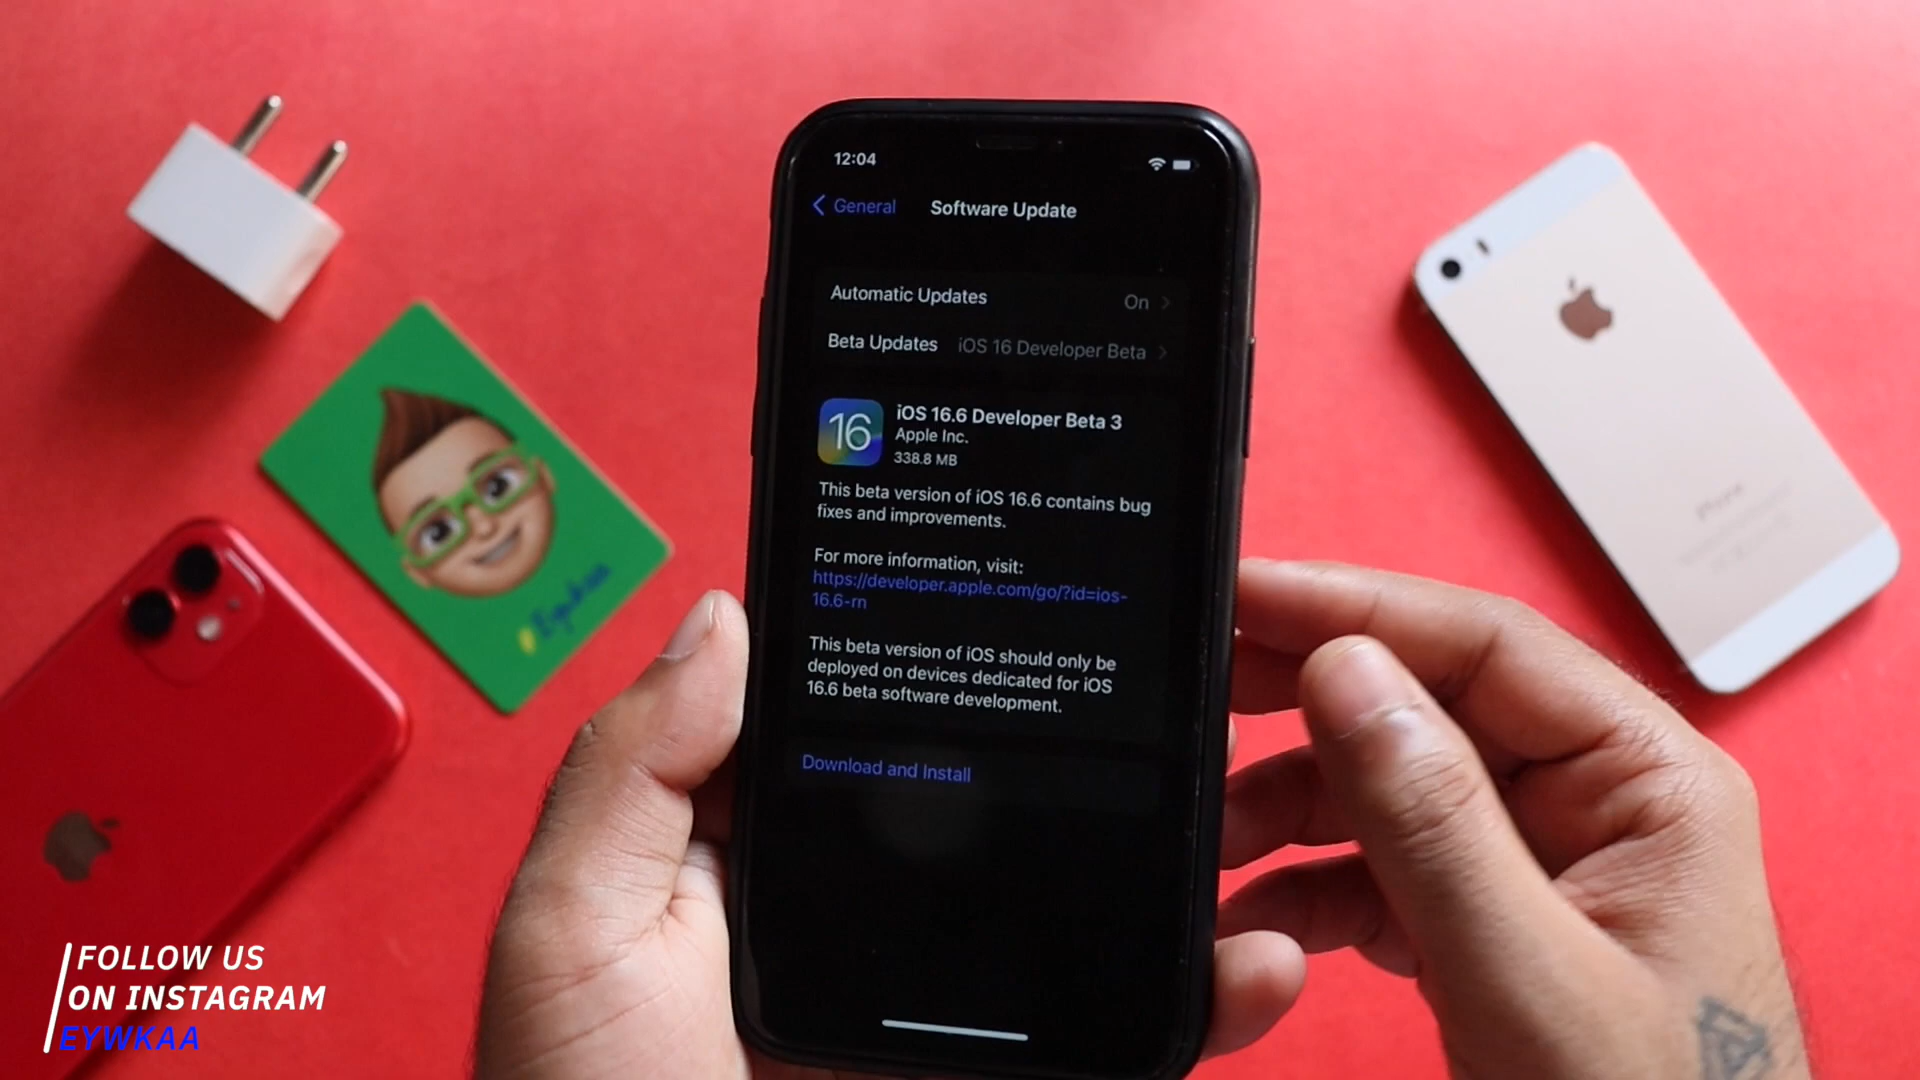 12:04
General
Software Update
Automatic Updates
On
Beta Updates
iOS 16 Developer Beta
16
iOS 16.6 Developer Beta 3
Apple Inc.
338.8 MB
This beta version of iOS 16.6 contains bug
fixes and improvements.
For more information, visit:
https://developer.apple.com/go/?id=ios-
16.6-rn
This beta version of iOS should only be
deployed on devices dedicated for iOS
16.6 beta software development.
Download and Install
iPhone
FOLLOW US
ON INSTAGRAM
EYWKAA